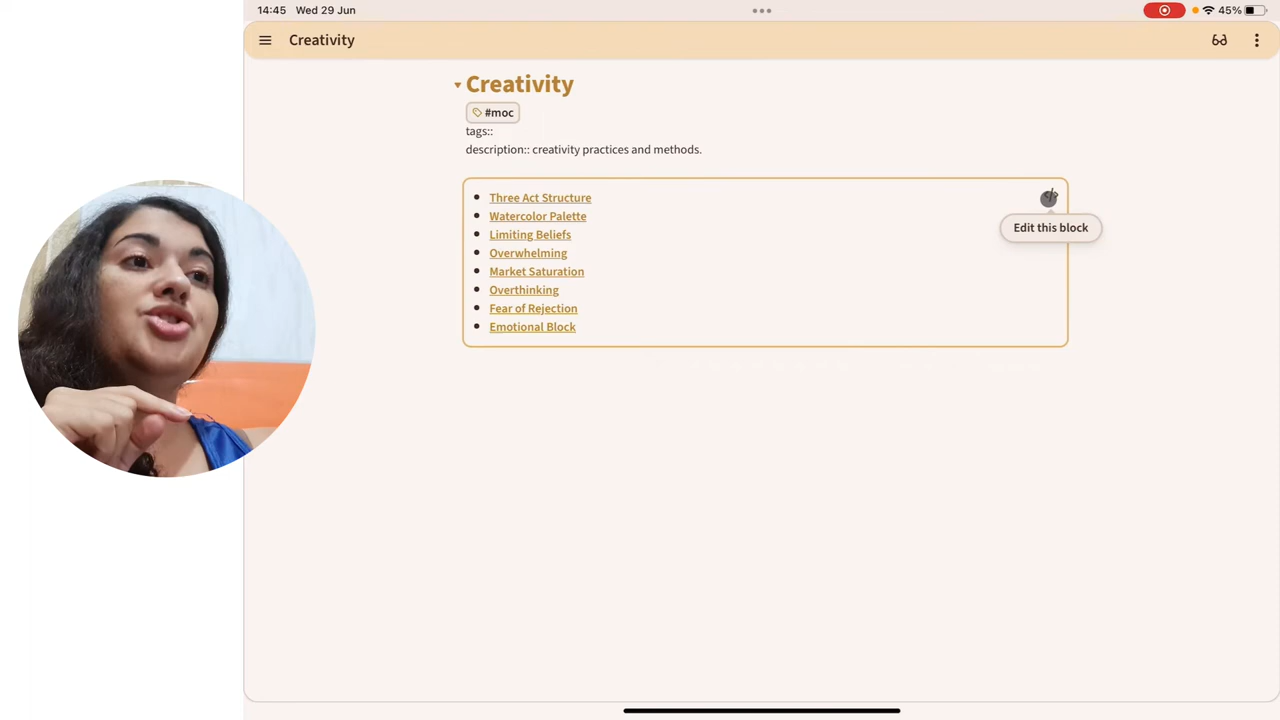 14:45 Wed 29 Jun
45%
Creativity
Creativity
#moc
tags::
description:: creativity practices and methods.
Three Act Structure
Watercolor Palette
Limiting Beliefs
Overwhelming
Market Saturation
Overthinking
Fear of Rejection
Emotional Block
Edit this block